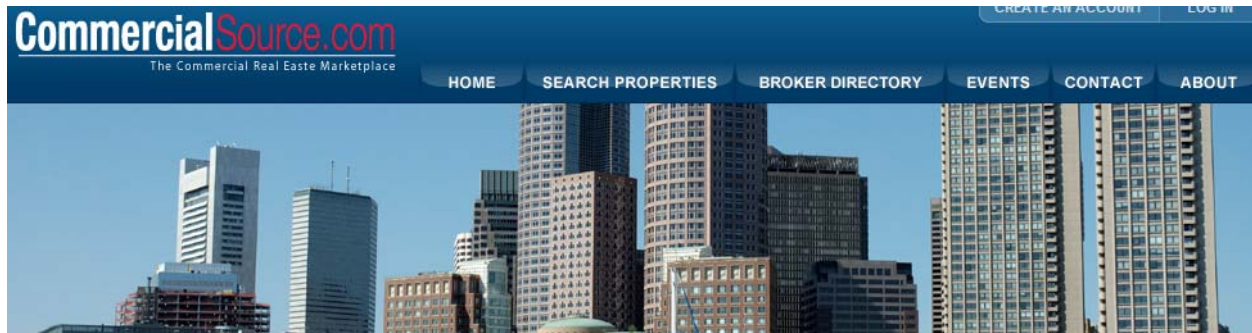 CREATE AN ACCOUNT LOG IN
CommercialSource.com
The Commercial Real Easte Marketplace
HOME SEARCH PROPERTIES BROKER DIRECTORY EVENTS CONTACT ABOUT